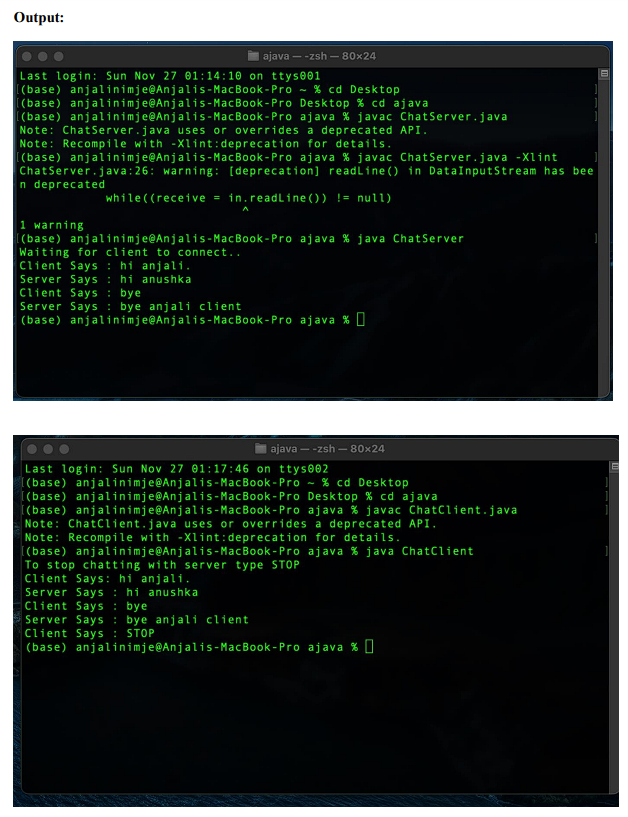 Output:
ajava — -zsh — 80×24
Last login: Sun Nov 27 01:14:10 on ttys001
[(base) anjalinimje@Anjalis-MacBook-Pro ~ % cd Desktop ]
[(base) anjalinimje@Anjalis-MacBook-Pro Desktop % cd ajava ]
[(base) anjalinimje@Anjalis-MacBook-Pro ajava % javac ChatServer.java ]
Note: ChatServer.java uses or overrides a deprecated API.
Note: Recompile with -Xlint:deprecation for details.
[(base) anjalinimje@Anjalis-MacBook-Pro ajava % javac ChatServer.java -Xlint ]
ChatServer.java:26: warning: [deprecation] readLine() in DataInputStream has bee
n deprecated
while((receive = in.readLine()) != null)
^
1 warning
[(base) anjalinimje@Anjalis-MacBook-Pro ajava % java ChatServer ]
Waiting for client to connect..
Client Says : hi anjali.
Server Says : hi anushka
Client Says : bye
Server Says : bye anjali client
(base) anjalinimje@Anjalis-MacBook-Pro ajava %
ajava — -zsh — 80×24
Last login: Sun Nov 27 01:17:46 on ttys002
[(base) anjalinimje@Anjalis-MacBook-Pro ~ % cd Desktop ]
[(base) anjalinimje@Anjalis-MacBook-Pro Desktop % cd ajava ]
[(base) anjalinimje@Anjalis-MacBook-Pro ajava % javac ChatClient.java ]
Note: ChatClient.java uses or overrides a deprecated API.
Note: Recompile with -Xlint:deprecation for details.
[(base) anjalinimje@Anjalis-MacBook-Pro ajava % java ChatClient ]
To stop chatting with server type STOP
Client Says: hi anjali.
Server Says : hi anushka
Client Says : bye
Server Says : bye anjali client
Client Says : STOP
(base) anjalinimje@Anjalis-MacBook-Pro ajava %